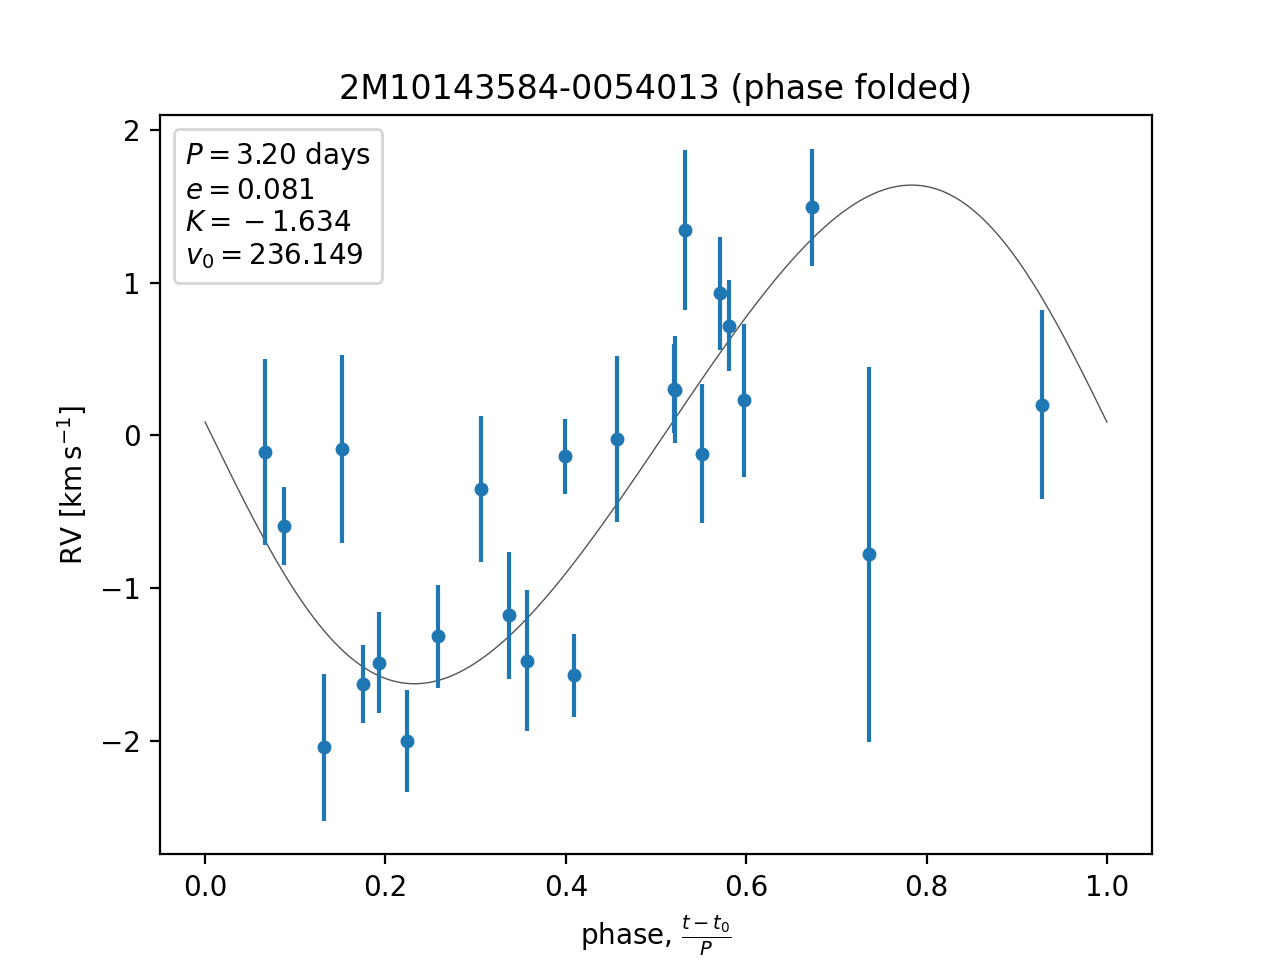 2M10143584-0054013 (phase folded)
P = 3.20 days
e = 0.081
K = −1.634
v₀ = 236.149
2
1
0
−1
−2
RV [km s⁻¹]
0.0 0.2 0.4 0.6 0.8 1.0
phase, (t − t₀)/P